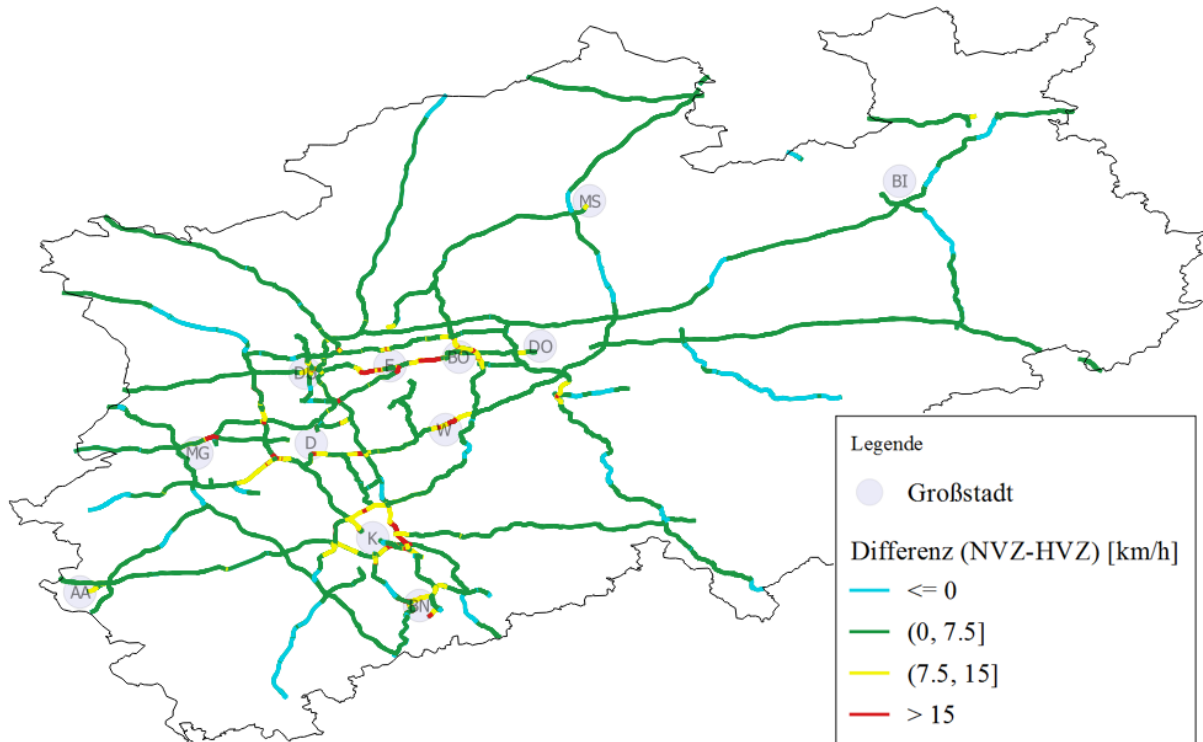 BI
MS
DO
BO
E
DU
W
D
MG
K
AA
BN
Legende
Großstadt
Differenz (NVZ-HVZ) [km/h]
<= 0
(0, 7.5]
(7.5, 15]
> 15